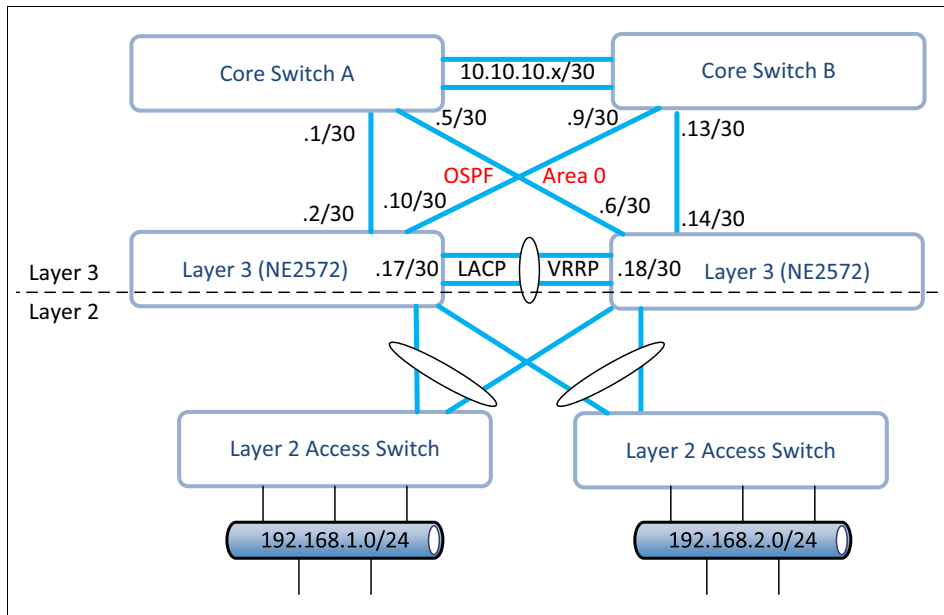 Core Switch A
10.10.10.x/30
Core Switch B
.1/30
.5/30
.9/30
.13/30
OSPF
Area 0
.2/30
.10/30
.6/30
.14/30
Layer 3
Layer 3 (NE2572)
.17/30
LACP
VRRP
.18/30
Layer 3 (NE2572)
Layer 2
Layer 2 Access Switch
Layer 2 Access Switch
192.168.1.0/24
192.168.2.0/24